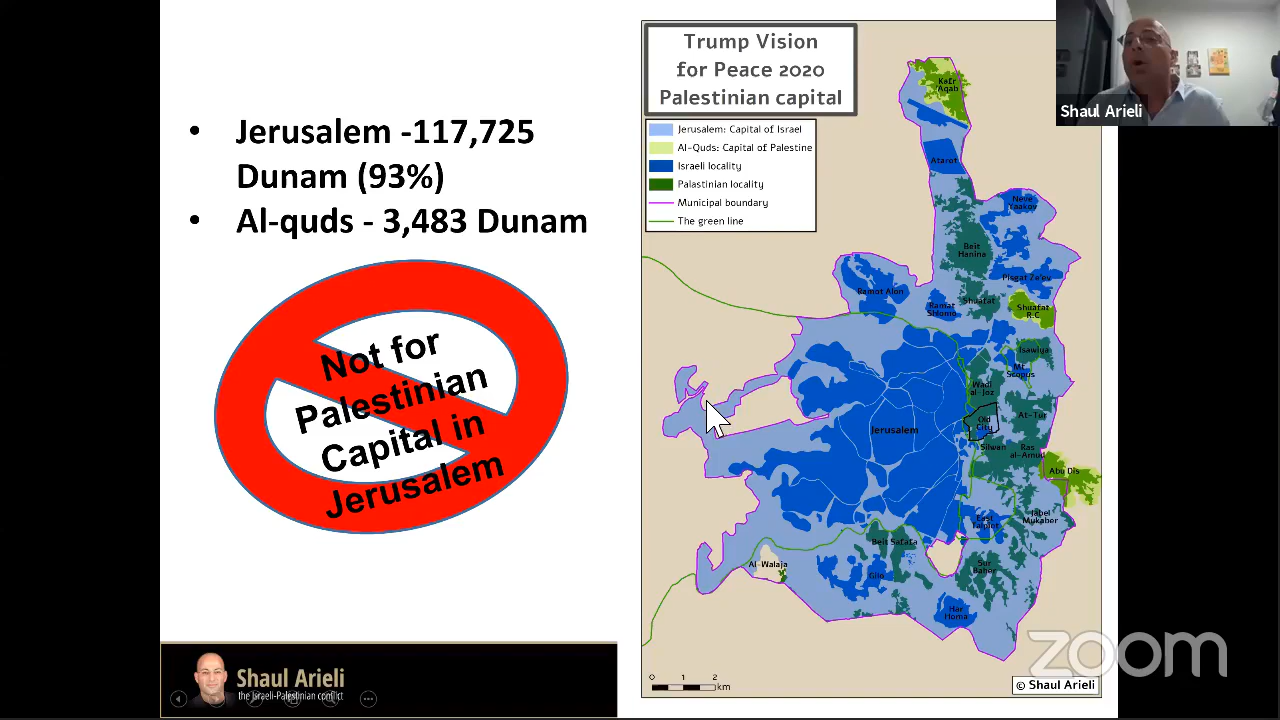 • Jerusalem -117,725
Dunam (93%)
• Al-quds - 3,483 Dunam
Not for
Palestinian
Capital in
Jerusalem
Shaul Arieli
the Israeli-Palestinian conflict
Trump Vision
for Peace 2020
Palestinian capital
Jerusalem: Capital of Israel
Al-Quds: Capital of Palestine
Israeli locality
Palastinian locality
Municipal boundary
The green line
Kafr
'Aqab
Atarot
Neve
Yaakov
Beit
Hanina
Pisgat Ze'ev
Ramot Alon
Ramat
Shlomo
Shuafat
Shuafat
R.C
Isawiya
Mt.
Scopus
Wadi
al-Joz
Old
City
At-Tur
Jerusalem
Silwan
Ras
al-Amud
Abu Dis
East
Talpiot
Jabel
Mukaber
Beit Safafa
Al-Walaja
Gilo
Sur
Baher
Har
Homa
0 1 2
km
© Shaul Arieli
Shaul Arieli
zoom